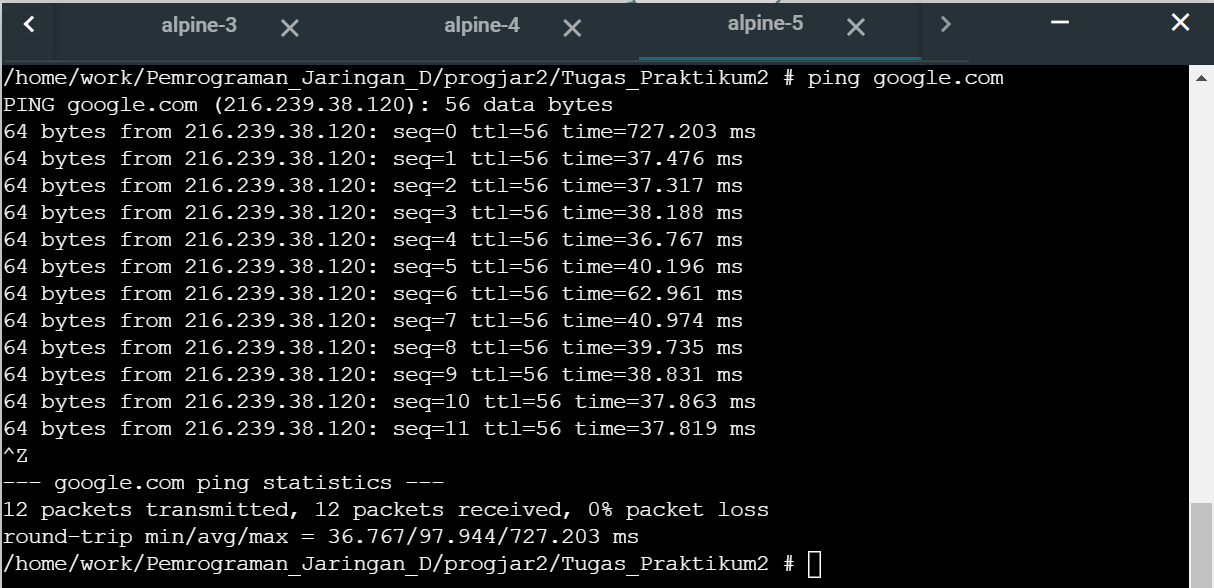 alpine-3 alpine-4 alpine-5
/home/work/Pemrograman_Jaringan_D/progjar2/Tugas_Praktikum2 # ping google.com
PING google.com (216.239.38.120): 56 data bytes
64 bytes from 216.239.38.120: seq=0 ttl=56 time=727.203 ms
64 bytes from 216.239.38.120: seq=1 ttl=56 time=37.476 ms
64 bytes from 216.239.38.120: seq=2 ttl=56 time=37.317 ms
64 bytes from 216.239.38.120: seq=3 ttl=56 time=38.188 ms
64 bytes from 216.239.38.120: seq=4 ttl=56 time=36.767 ms
64 bytes from 216.239.38.120: seq=5 ttl=56 time=40.196 ms
64 bytes from 216.239.38.120: seq=6 ttl=56 time=62.961 ms
64 bytes from 216.239.38.120: seq=7 ttl=56 time=40.974 ms
64 bytes from 216.239.38.120: seq=8 ttl=56 time=39.735 ms
64 bytes from 216.239.38.120: seq=9 ttl=56 time=38.831 ms
64 bytes from 216.239.38.120: seq=10 ttl=56 time=37.863 ms
64 bytes from 216.239.38.120: seq=11 ttl=56 time=37.819 ms
^Z
--- google.com ping statistics ---
12 packets transmitted, 12 packets received, 0% packet loss
round-trip min/avg/max = 36.767/97.944/727.203 ms
/home/work/Pemrograman_Jaringan_D/progjar2/Tugas_Praktikum2 #